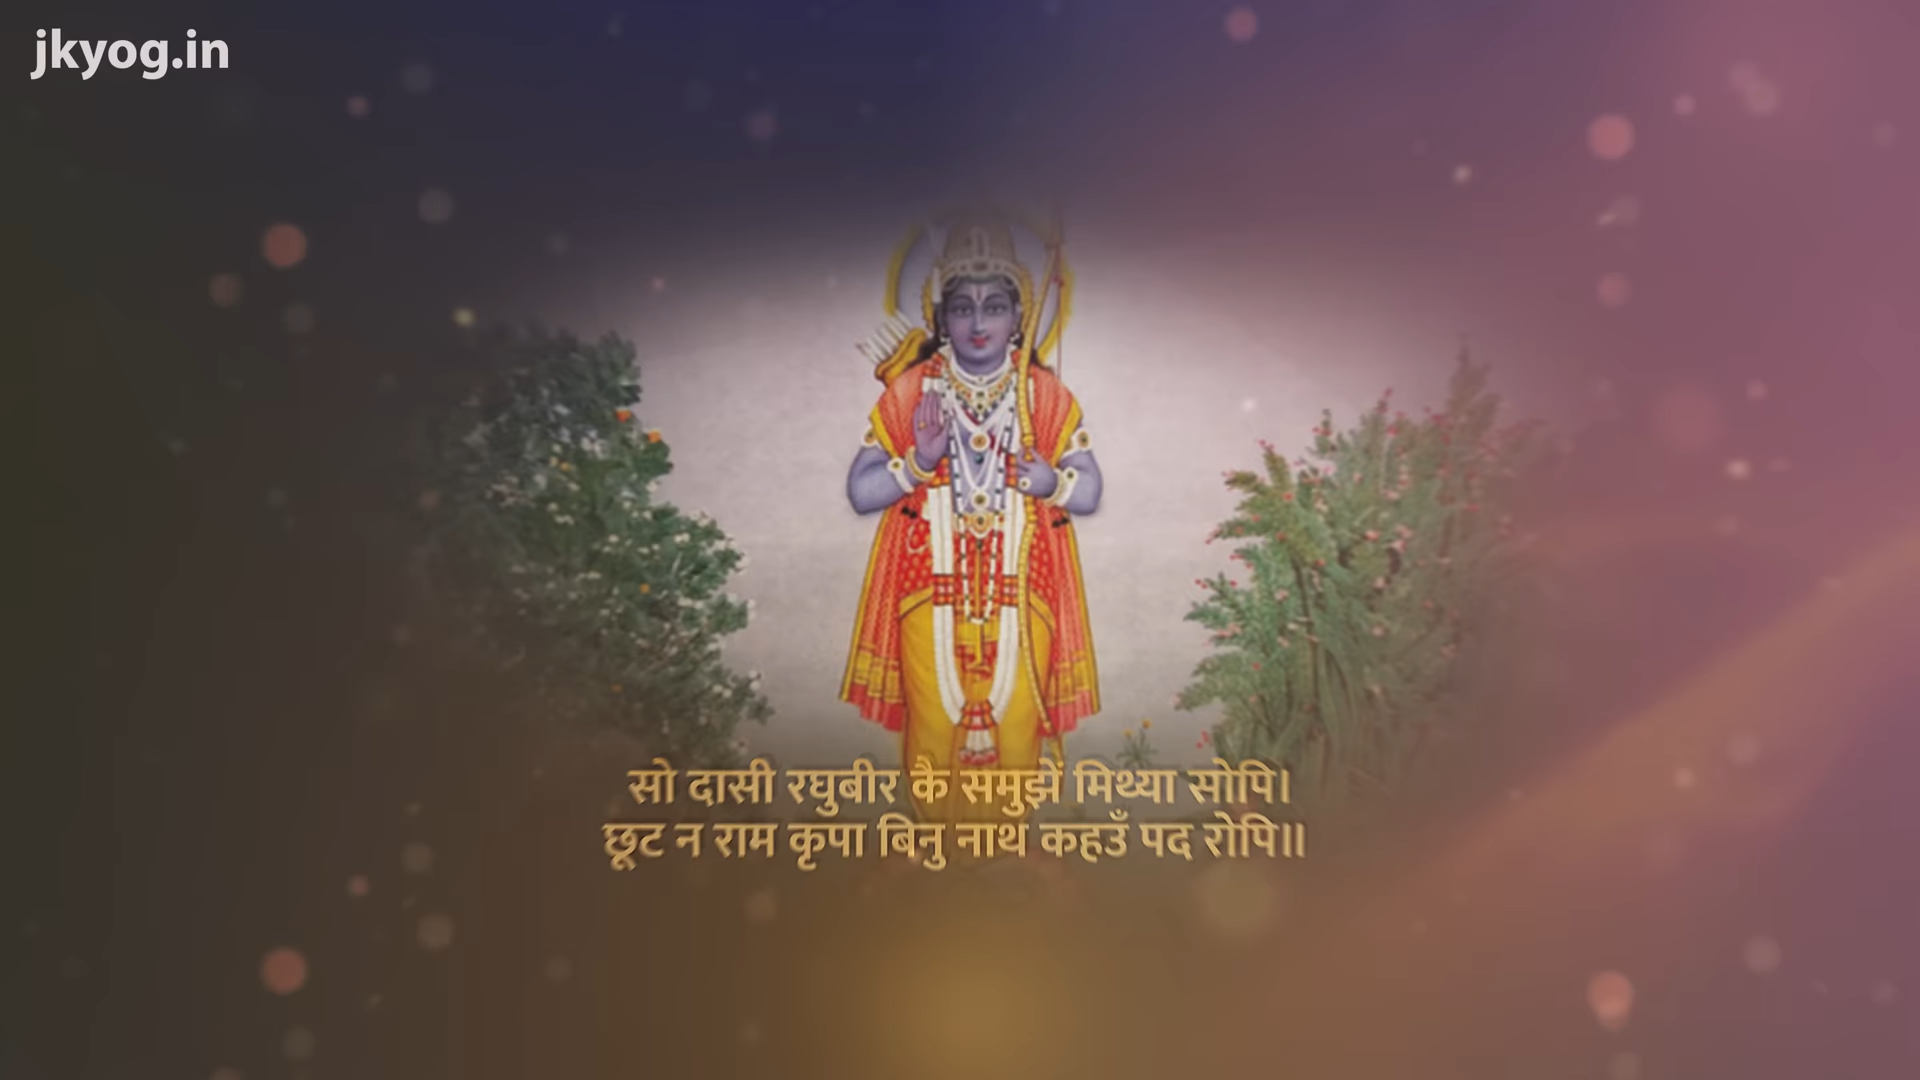 jkyog.in
सो दासी रघुबीर कै समुझें मिथ्या सोपि।
छूट न राम कृपा बिनु नाथ कहउँ पद रोपि॥